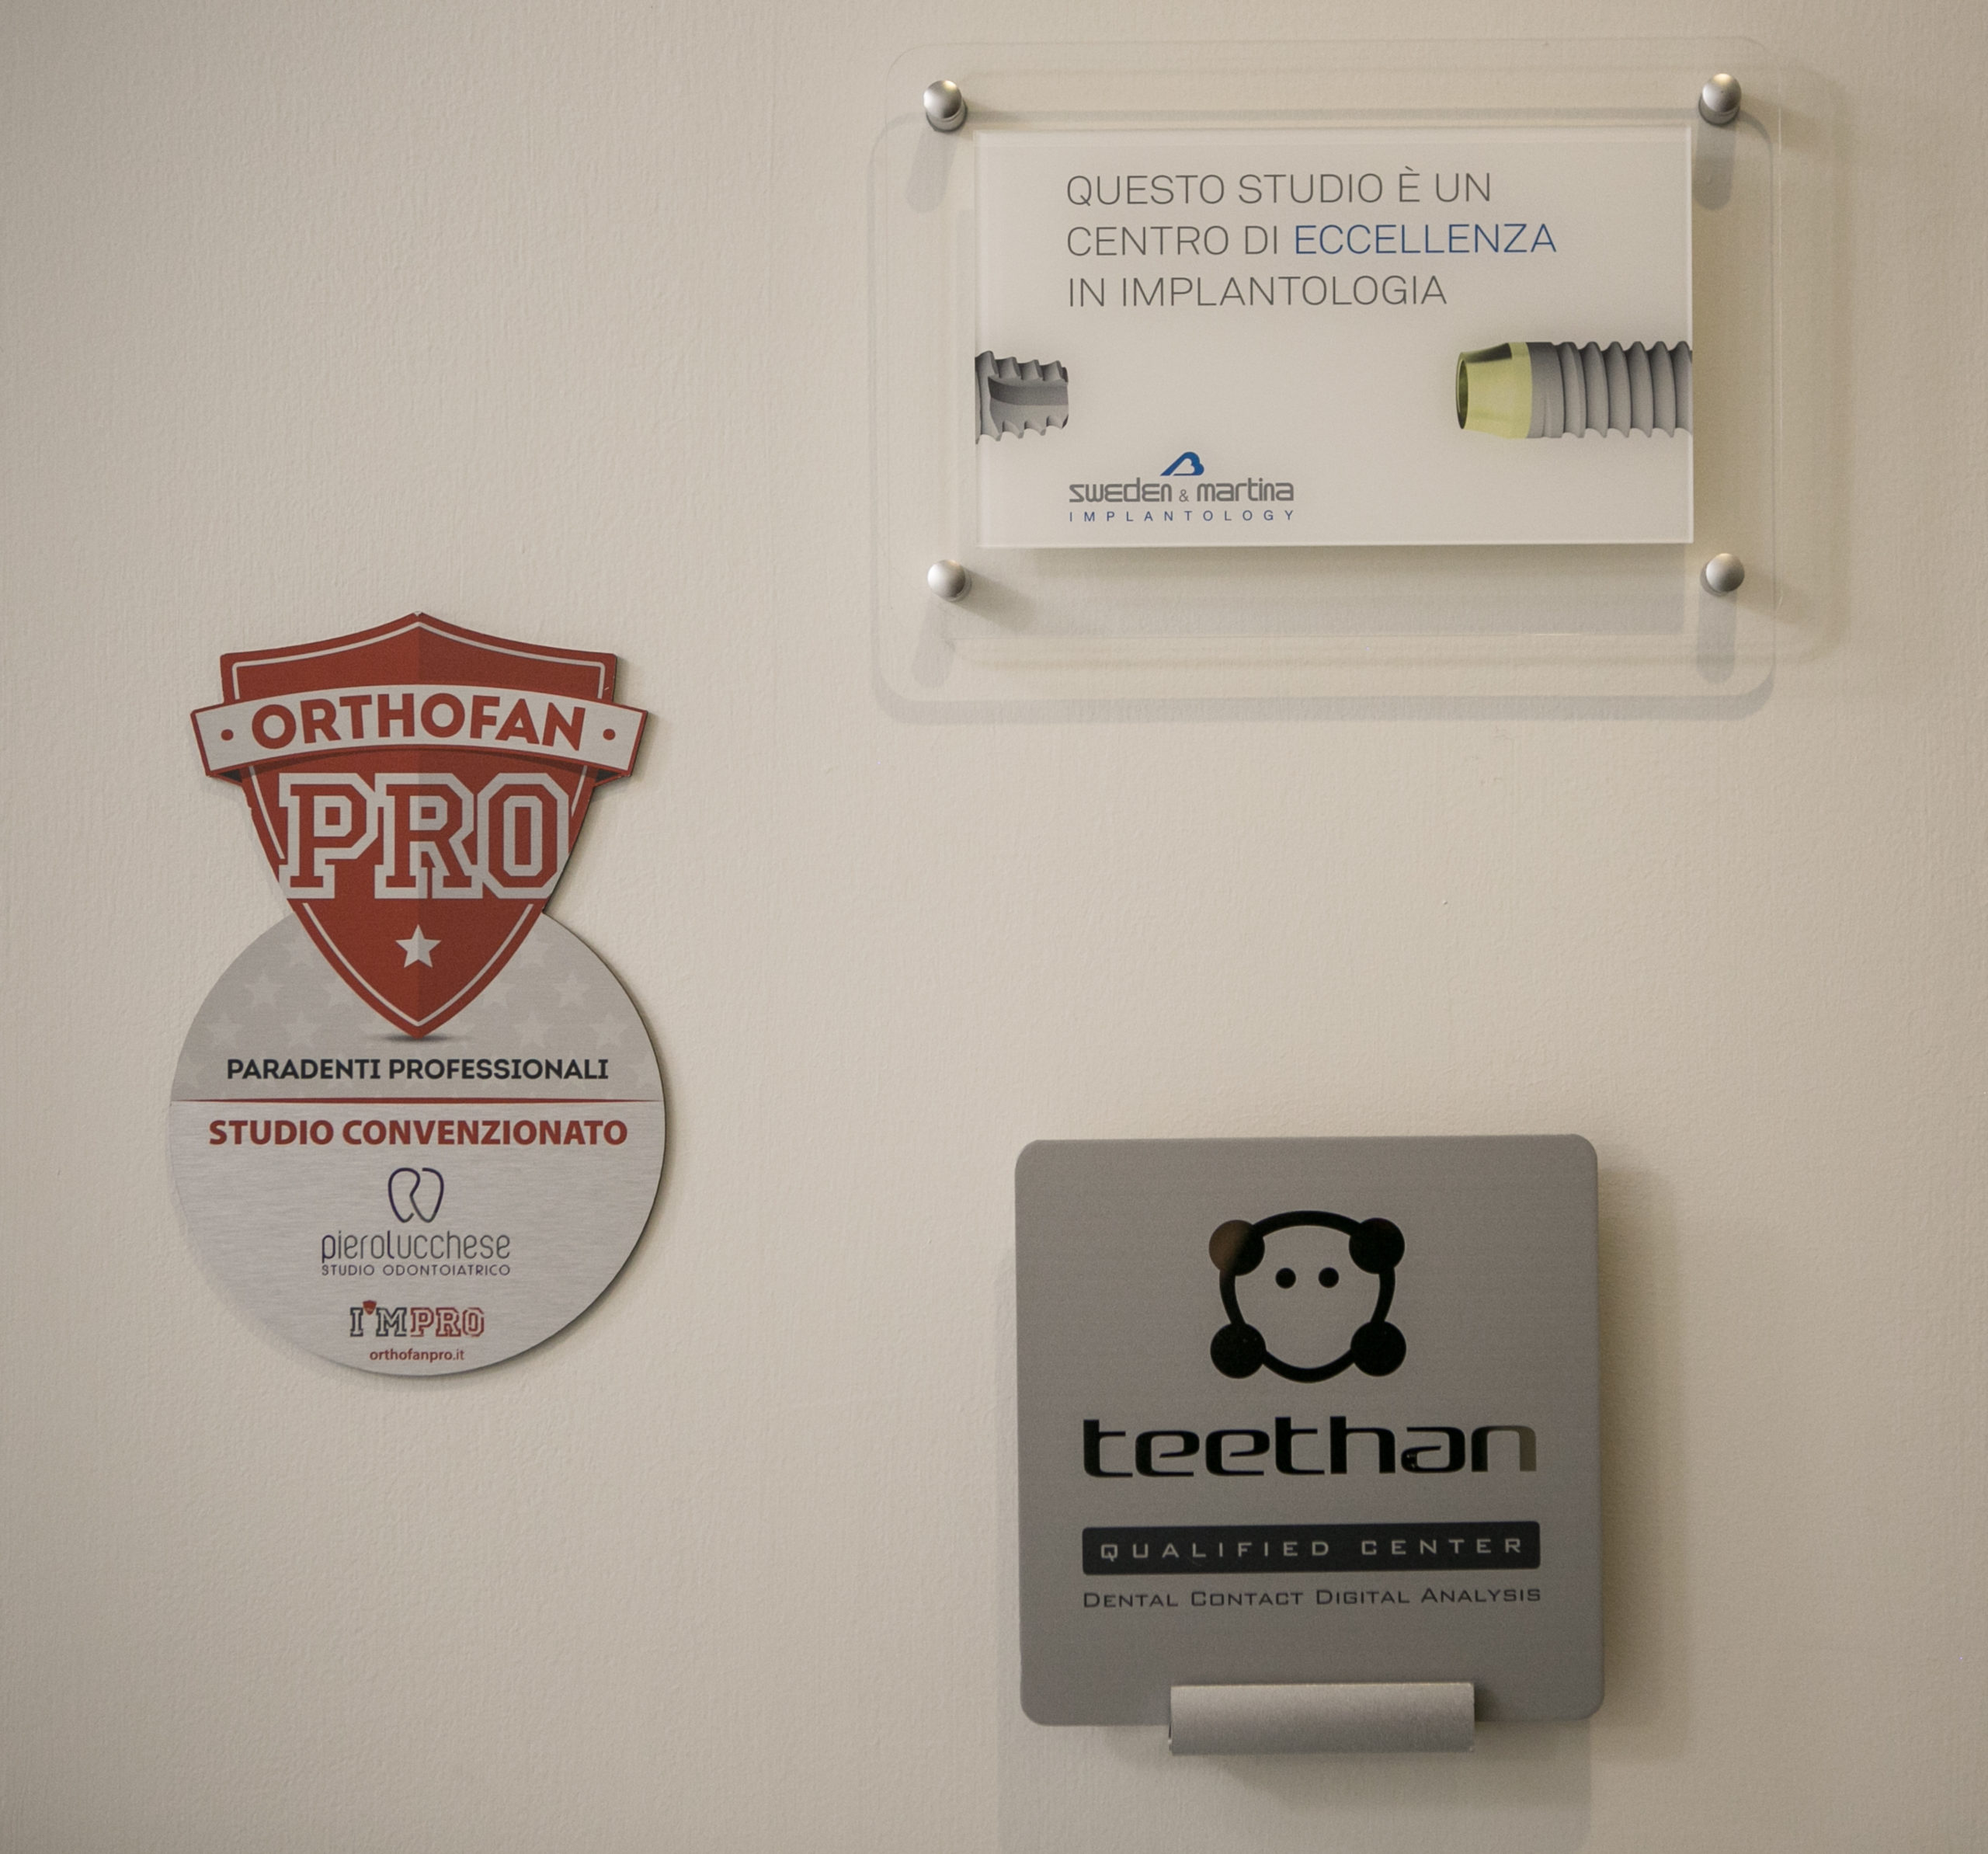 QUESTO STUDIO È UN
CENTRO DI ECCELLENZA
IN IMPLANTOLOGIA
sweden & martina
IMPLANTOLOGY
· ORTHOFAN ·
PRO
PARADENTI PROFESSIONALI
STUDIO CONVENZIONATO
pierolucchese
STUDIO ODONTOIATRICO
I'MPRO
orthofanpro.it
teethan
QUALIFIED CENTER
DENTAL CONTACT DIGITAL ANALYSIS